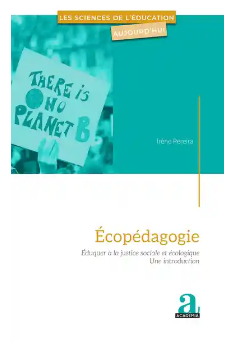 LES SCIENCES DE L'ÉDUCATION
AUJOURD'HUI
THERE iS
NO
PLANET B
Irène Pereira
Écopédagogie
Éduquer à la justice sociale et écologique
Une introduction
a
ACADEMIA